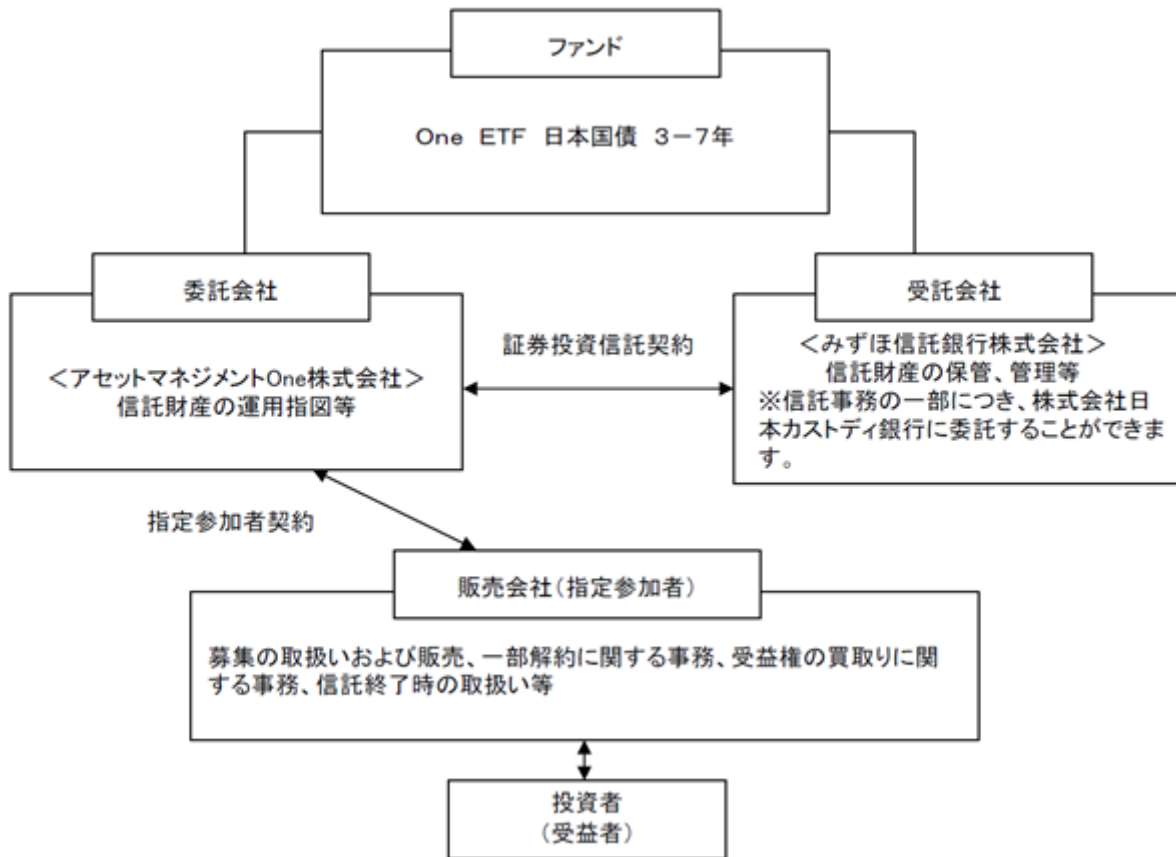 ファンド
One ETF 日本国債 3－7年
委託会社
<アセットマネジメントOne株式会社>
信託財産の運用指図等
証券投資信託契約
受託会社
<みずほ信託銀行株式会社>
信託財産の保管、管理等
※信託事務の一部につき、株式会社日
本カストディ銀行に委託することができま
す。
指定参加者契約
販売会社(指定参加者)
募集の取扱いおよび販売、一部解約に関する事務、受益権の買取りに関
する事務、信託終了時の取扱い等
投資者
(受益者)